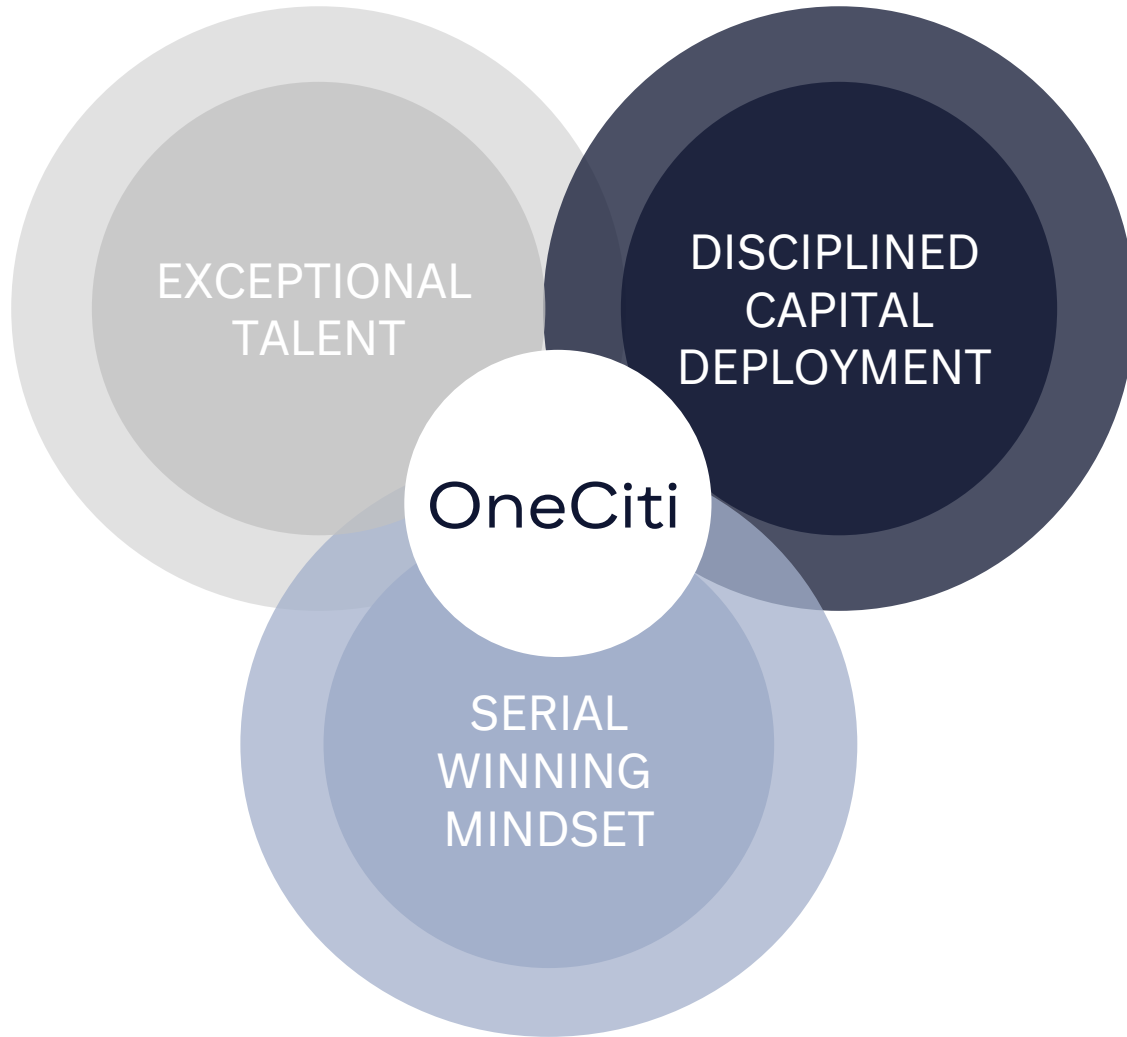 EXCEPTIONAL
TALENT
DISCIPLINED
CAPITAL
DEPLOYMENT
OneCiti
SERIAL
WINNING
MINDSET